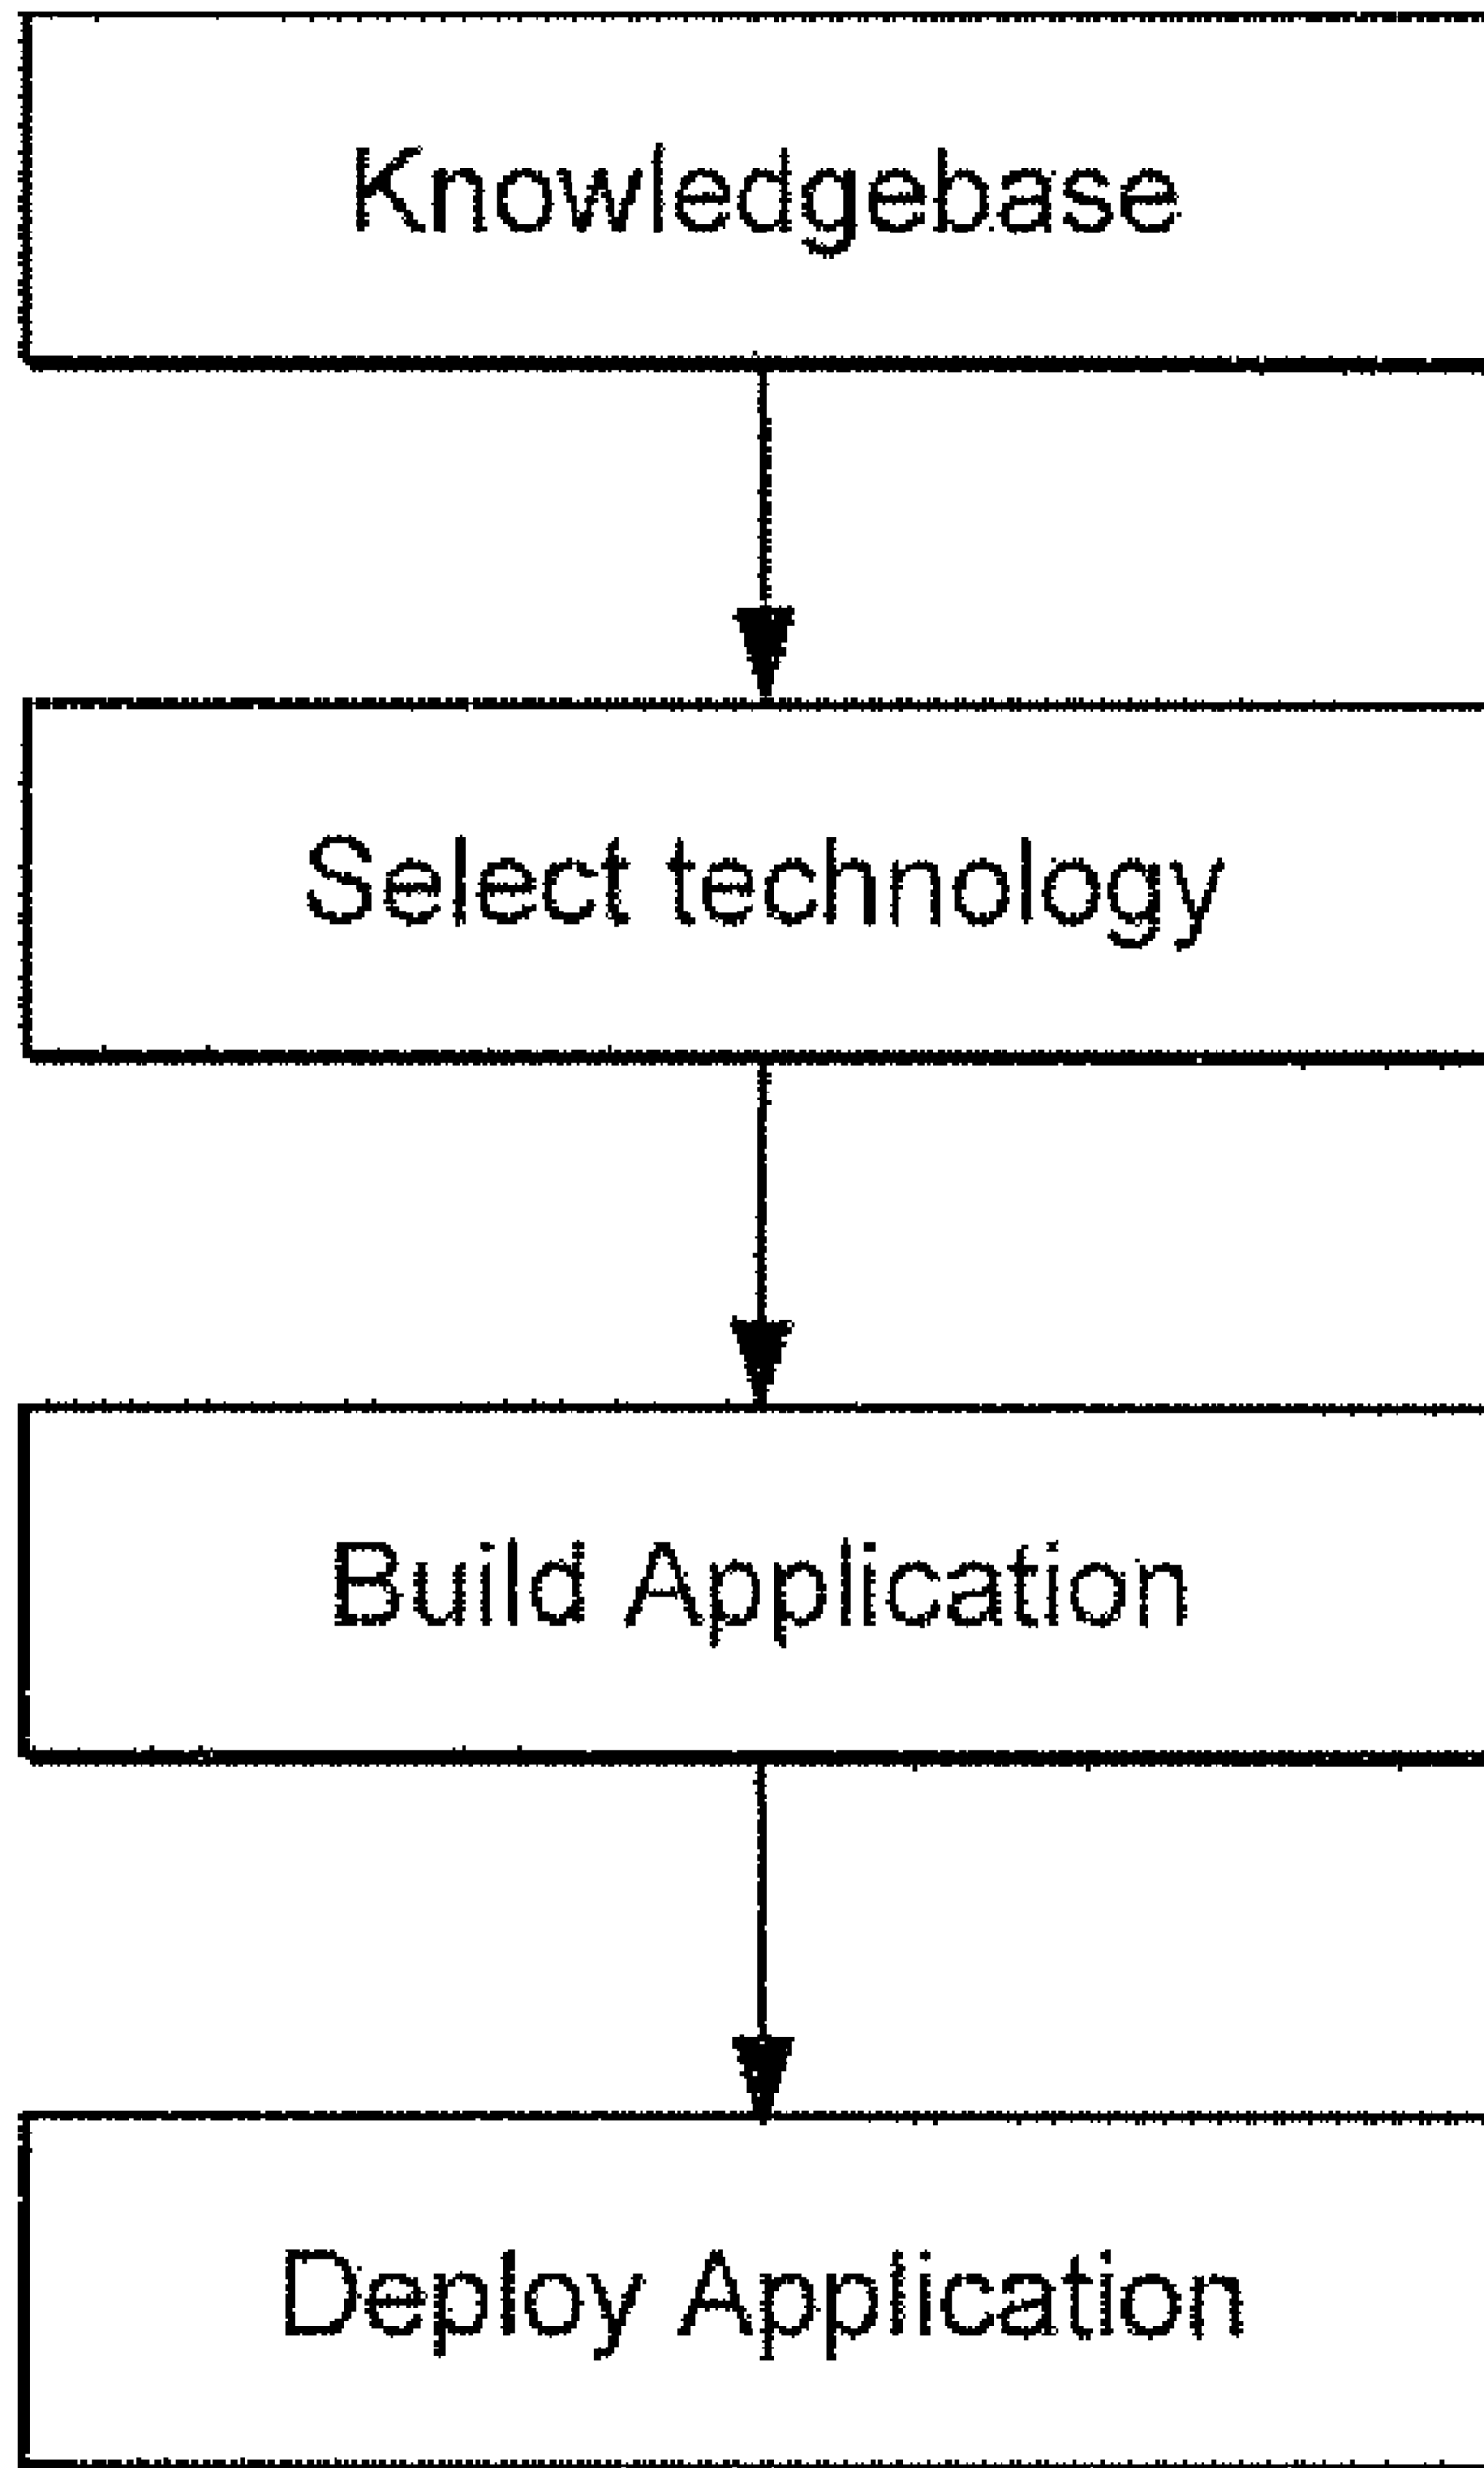 Knowledgebase
Select technology
Build Application
Deploy Application